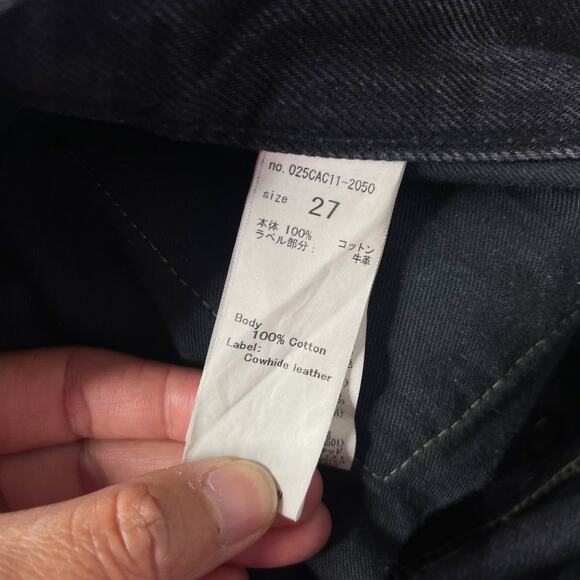 no. 025CAC11-2050
size 27
本体 100% コットン
ラベル部分: 牛革
Body
100% Cotton
Label:
Cowhide leather
501)